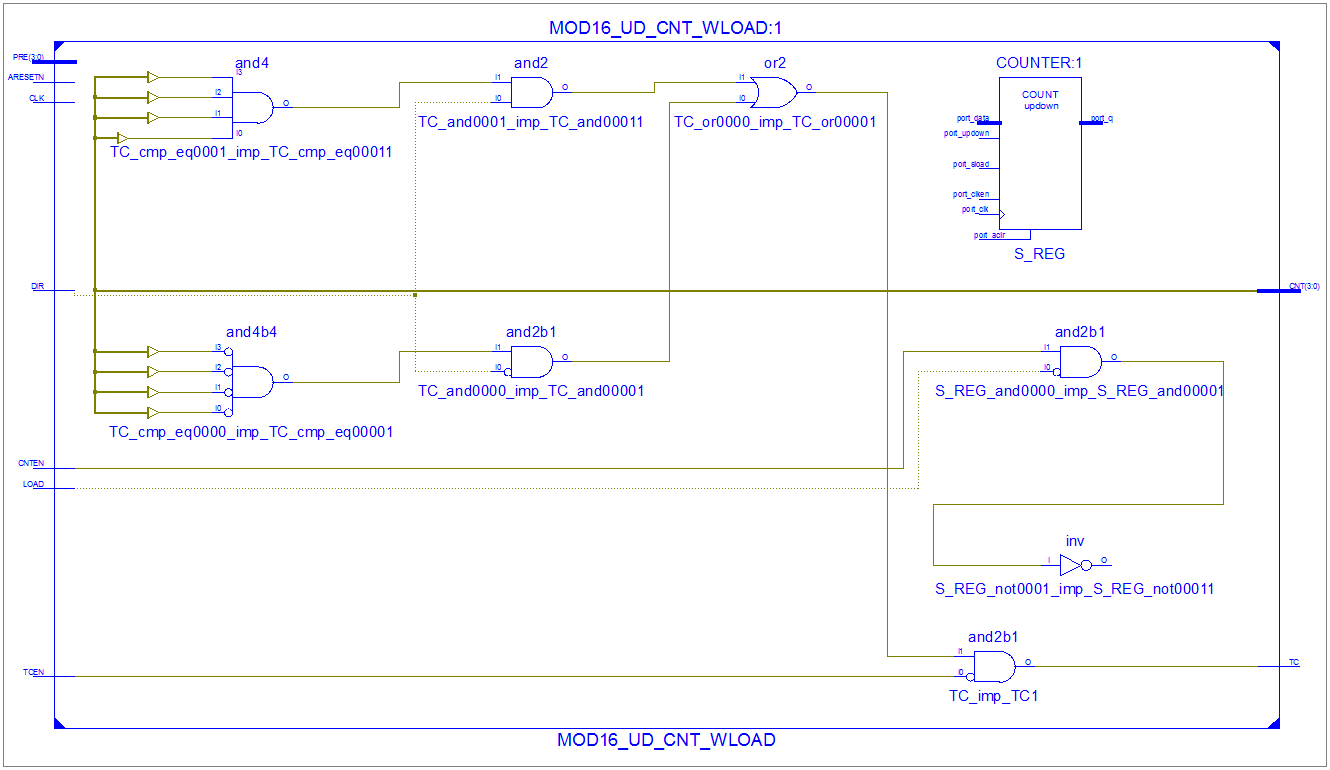 MOD16_UD_CNT_WLOAD:1
PRE(3:0)
ARESETN
CLK
and4
I3
I2
I1
I0
O
TC_cmp_eq0001_imp_TC_cmp_eq00011
and2
I1
I0
O
TC_and0001_imp_TC_and00011
or2
I1
I0
O
TC_or0000_imp_TC_or00001
COUNTER:1
COUNT
updown
port_data
port_updown
port_sload
port_clken
port_clk
port_aclr
port_q
S_REG
DIR
CNT(3:0)
and4b4
I3
I2
I1
I0
O
TC_cmp_eq0000_imp_TC_cmp_eq00001
and2b1
I1
I0
O
TC_and0000_imp_TC_and00001
and2b1
I1
I0
O
S_REG_and0000_imp_S_REG_and00001
CNTEN
LOAD
inv
I
O
S_REG_not0001_imp_S_REG_not00011
and2b1
I1
I0
O
TC_imp_TC1
TCEN
TC
MOD16_UD_CNT_WLOAD